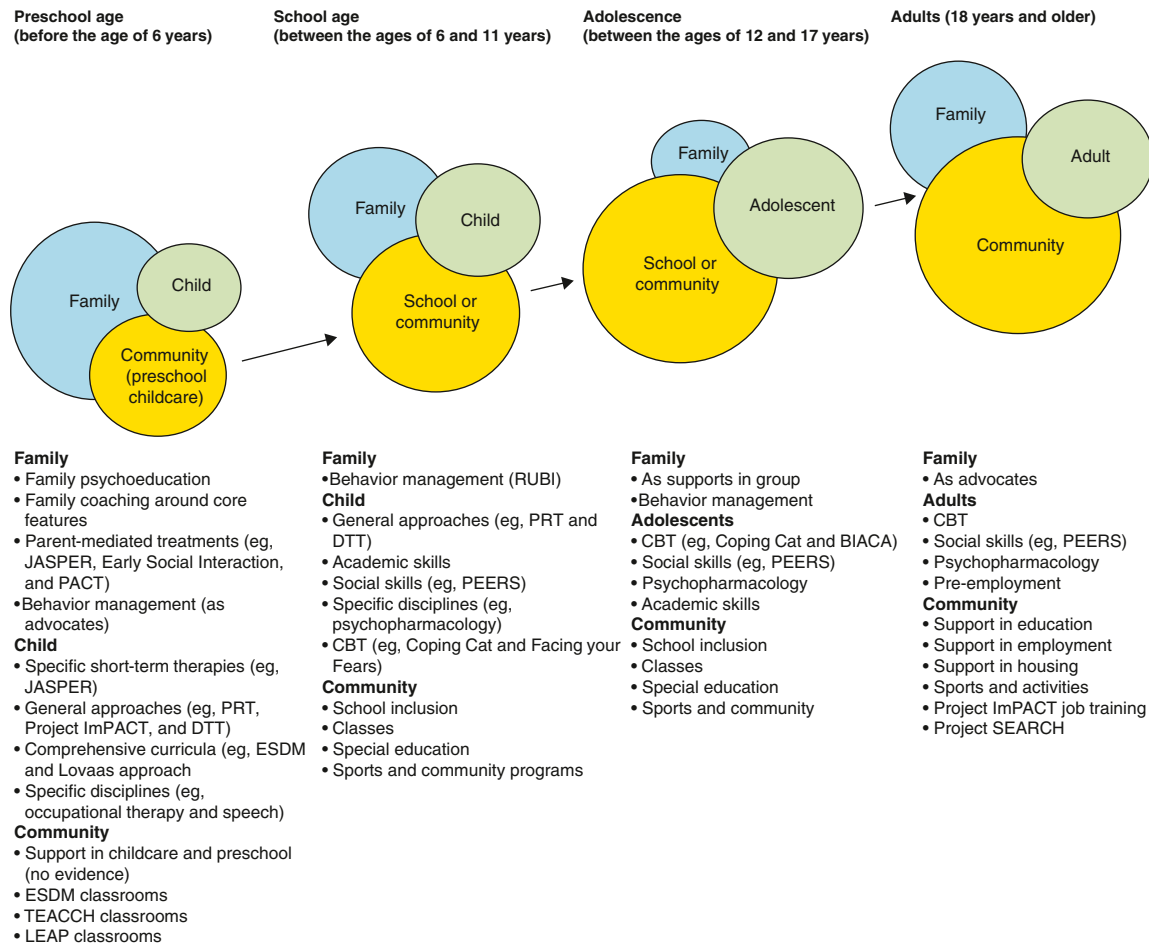 Preschool age
(before the age of 6 years)
School age
(between the ages of 6 and 11 years)
Adolescence
(between the ages of 12 and 17 years)
Adults (18 years and older)
Family
Child
Community
(preschool
childcare)
Family
Child
School or
community
Family
Adolescent
School or
community
Family
Adult
Community
Family
• Family psychoeducation
• Family coaching around core
features
• Parent-mediated treatments (eg,
JASPER, Early Social Interaction,
and PACT)
•Behavior management (as
advocates)
Child
• Specific short-term therapies (eg,
JASPER)
• General approaches (eg, PRT,
Project ImPACT, and DTT)
• Comprehensive curricula (eg, ESDM
and Lovaas approach
• Specific disciplines (eg,
occupational therapy and speech)
Community
• Support in childcare and preschool
(no evidence)
• ESDM classrooms
• TEACCH classrooms
• LEAP classrooms
Family
•Behavior management (RUBI)
Child
• General approaches (eg, PRT and
DTT)
• Academic skills
• Social skills (eg, PEERS)
• Specific disciplines (eg,
psychopharmacology)
• CBT (eg, Coping Cat and Facing your
Fears)
Community
• School inclusion
• Classes
• Special education
• Sports and community programs
Family
• As supports in group
•Behavior management
Adolescents
• CBT (eg, Coping Cat and BIACA)
• Social skills (eg, PEERS)
• Psychopharmacology
• Academic skills
Community
• School inclusion
• Classes
• Special education
• Sports and community
Family
• As advocates
Adults
• CBT
• Social skills (eg, PEERS)
• Psychopharmacology
• Pre-employment
Community
• Support in education
• Support in employment
• Support in housing
• Sports and activities
• Project ImPACT job training
• Project SEARCH